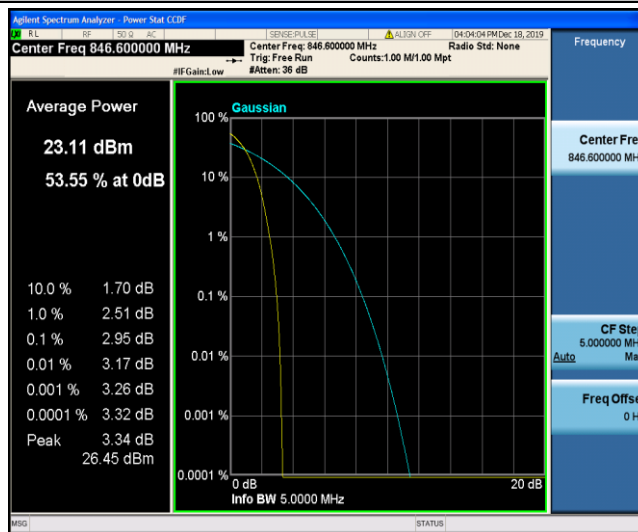 Agilent Spectrum Analyzer - Power Stat CCDF
RL RF 50 Ω AC SENSE:PULSE ALIGN OFF 04:04:04 PM Dec 18, 2019
Center Freq 846.600000 MHz
Center Freq: 846.600000 MHz Radio Std: None
Trig: Free Run Counts:1.00 M/1.00 Mpt
#IFGain:Low #Atten: 36 dB
Frequency
Average Power
23.11 dBm
53.55 % at 0dB
10.0 % 1.70 dB
1.0 % 2.51 dB
0.1 % 2.95 dB
0.01 % 3.17 dB
0.001 % 3.26 dB
0.0001 % 3.32 dB
Peak 3.34 dB
26.45 dBm
Gaussian
100 %
10 %
1 %
0.1 %
0.01 %
0.001 %
0.0001 %
0 dB 20 dB
Info BW 5.0000 MHz
Center Fre
846.600000 MH
CF Ste
5.000000 MH
Auto Ma
Freq Offse
0 H
MSG STATUS